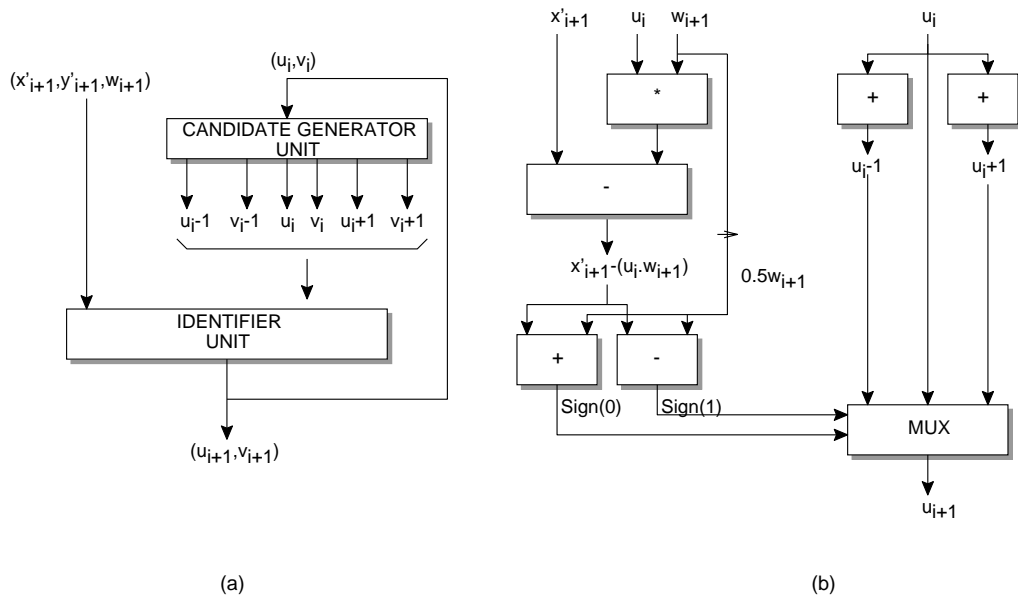 (x'i+1,y'i+1,wi+1)
(ui,vi)
CANDIDATE GENERATOR
UNIT
ui-1 vi-1 ui vi ui+1 vi+1
IDENTIFIER
UNIT
(ui+1,vi+1)
(a)
x'i+1 ui wi+1
*
-
x'i+1-(ui.wi+1)
0.5wi+1
+ -
Sign(0) Sign(1)
ui
+ +
ui-1 ui+1
MUX
ui+1
(b)